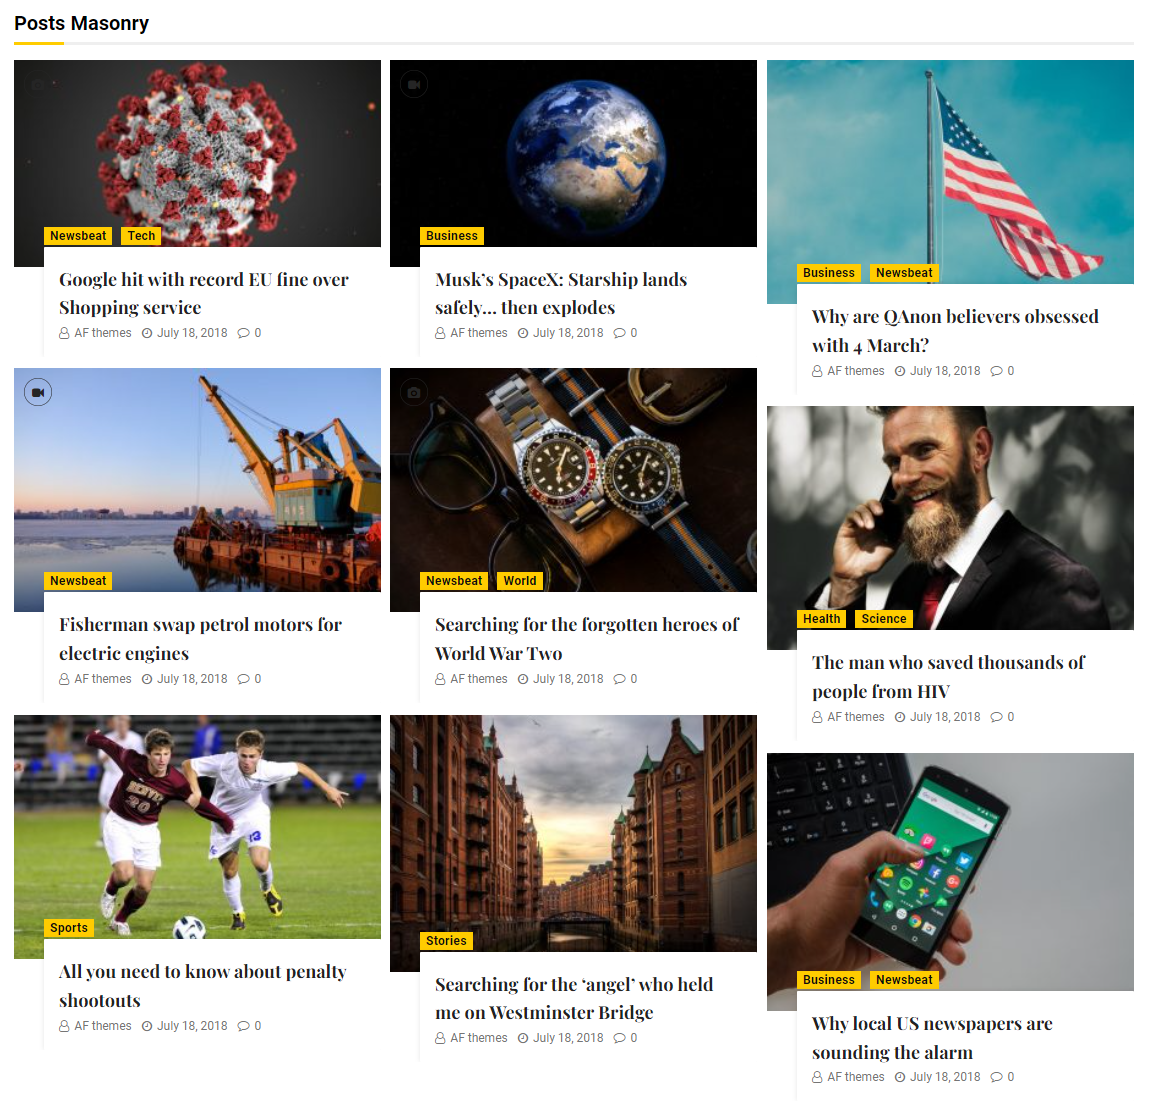 Posts Masonry
Newsbeat Tech
Google hit with record EU fine over
Shopping service
AF themes July 18, 2018 0
Business
Musk's SpaceX: Starship lands
safely… then explodes
AF themes July 18, 2018 0
Business Newsbeat
Why are QAnon believers obsessed
with 4 March?
AF themes July 18, 2018 0
Newsbeat
Fisherman swap petrol motors for
electric engines
AF themes July 18, 2018 0
Newsbeat World
Searching for the forgotten heroes of
World War Two
AF themes July 18, 2018 0
Health Science
The man who saved thousands of
people from HIV
AF themes July 18, 2018 0
DENVER
20
13
Sports
All you need to know about penalty
shootouts
AF themes July 18, 2018 0
Stories
Searching for the ‘angel’ who held
me on Westminster Bridge
AF themes July 18, 2018 0
Google
Business Newsbeat
Why local US newspapers are
sounding the alarm
AF themes July 18, 2018 0